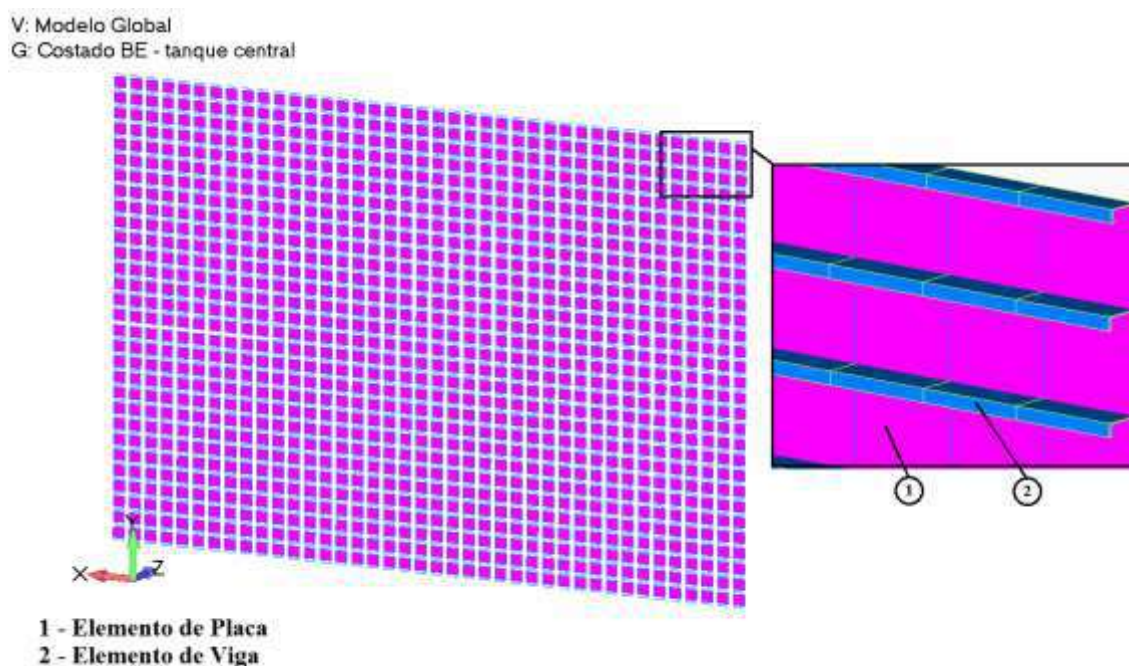 V: Modelo Global
G: Costado BE - tanque central
1
2
Y
X
Z
1 - Elemento de Placa
2 - Elemento de Viga